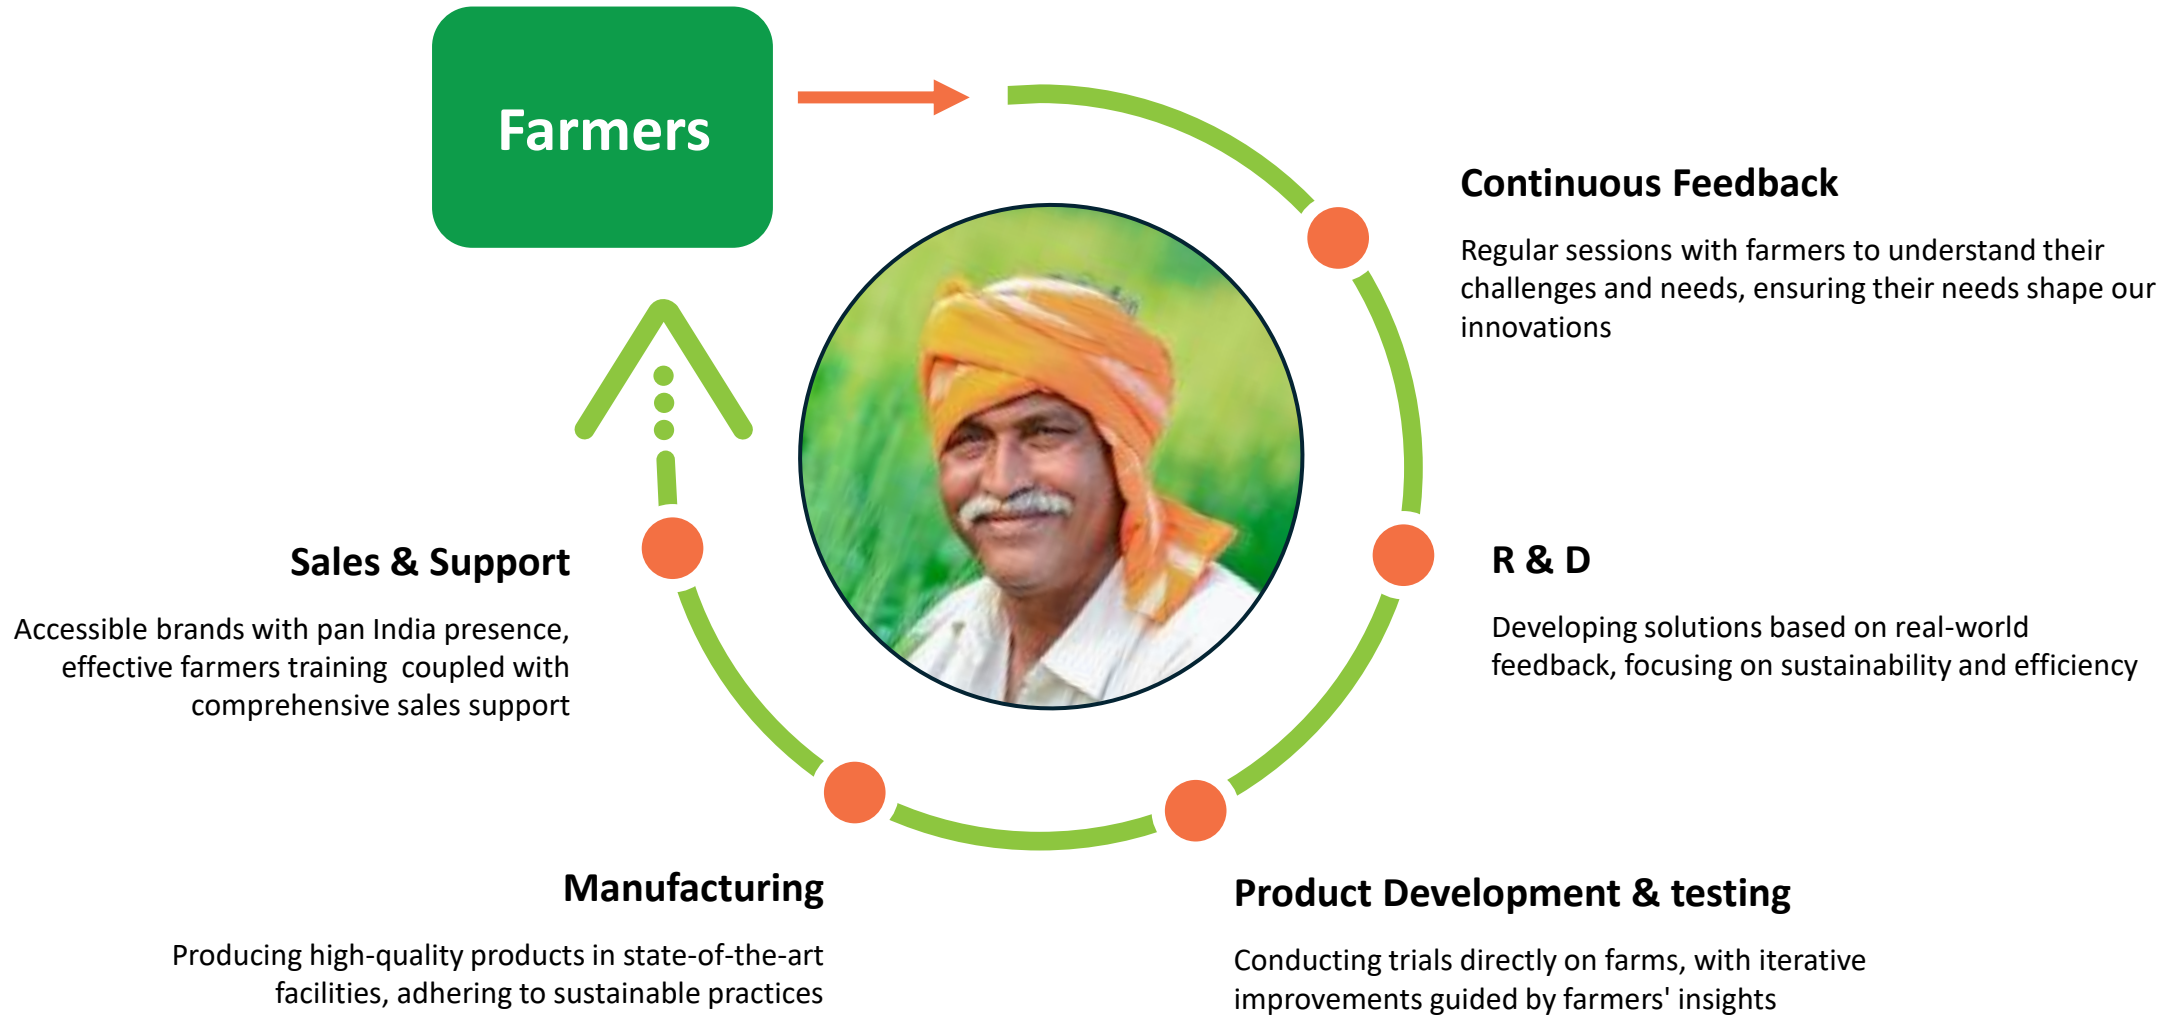 Farmers
Continuous Feedback
Regular sessions with farmers to understand their
challenges and needs, ensuring their needs shape our
innovations
R & D
Developing solutions based on real-world
feedback, focusing on sustainability and efficiency
Product Development & testing
Conducting trials directly on farms, with iterative
improvements guided by farmers' insights
Manufacturing
Producing high-quality products in state-of-the-art
facilities, adhering to sustainable practices
Sales & Support
Accessible brands with pan India presence,
effective farmers training  coupled with
comprehensive sales support